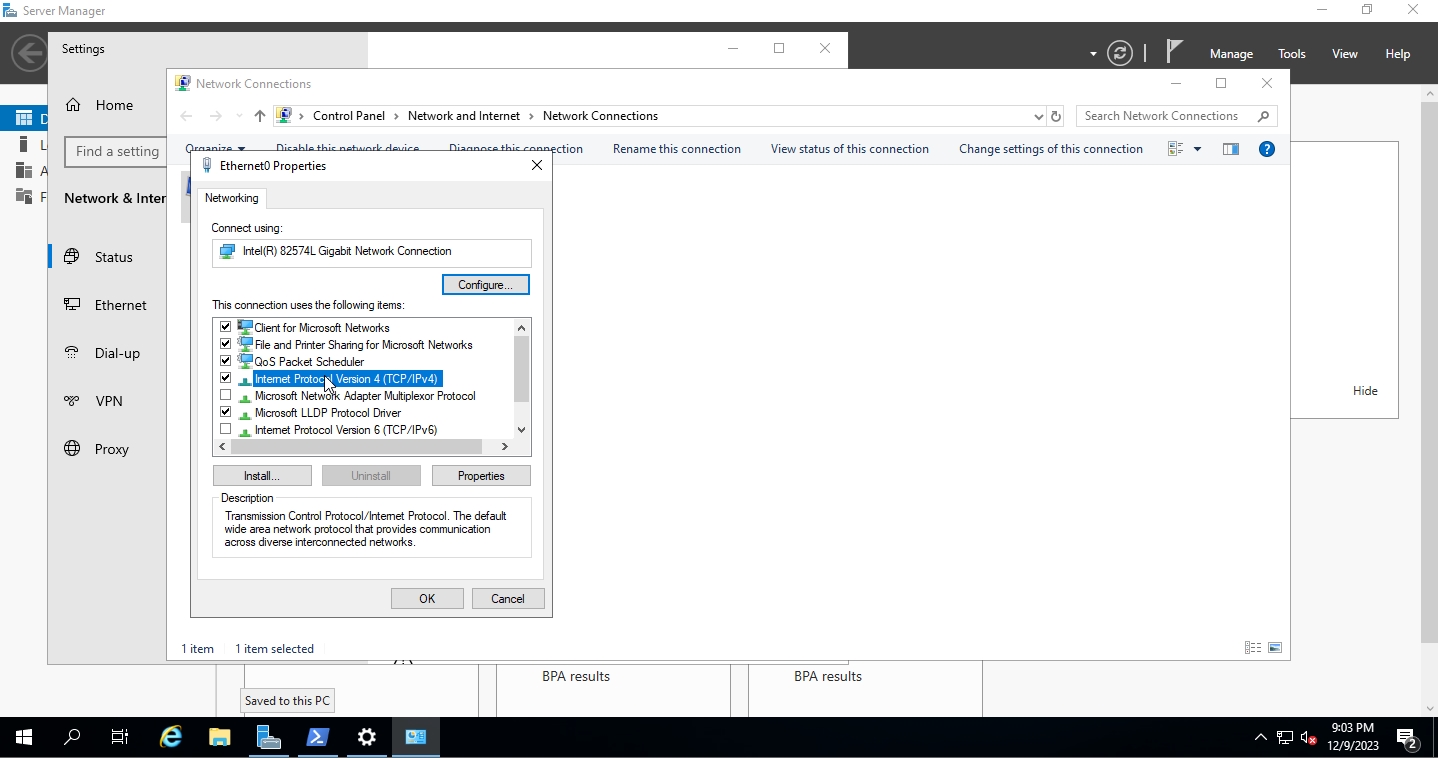 Server Manager
Settings
Manage Tools View Help
Network Connections
Home
Control Panel > Network and Internet > Network Connections
Search Network Connections
Find a setting
Organize Disable this network device Diagnose this connection Rename this connection View status of this connection Change settings of this connection
Ethernet0 Properties
Network & Inter
Networking
Connect using:
Intel(R) 82574L Gigabit Network Connection
Status
Configure...
Ethernet
This connection uses the following items:
Client for Microsoft Networks
File and Printer Sharing for Microsoft Networks
Dial-up
QoS Packet Scheduler
Internet Protocol Version 4 (TCP/IPv4)
Microsoft Network Adapter Multiplexor Protocol
Hide
VPN
Microsoft LLDP Protocol Driver
Internet Protocol Version 6 (TCP/IPv6)
Proxy
Install... Uninstall Properties
Description
Transmission Control Protocol/Internet Protocol. The default
wide area network protocol that provides communication
across diverse interconnected networks.
OK Cancel
1 item 1 item selected
BPA results BPA results
Saved to this PC
9:03 PM
12/9/2023
2